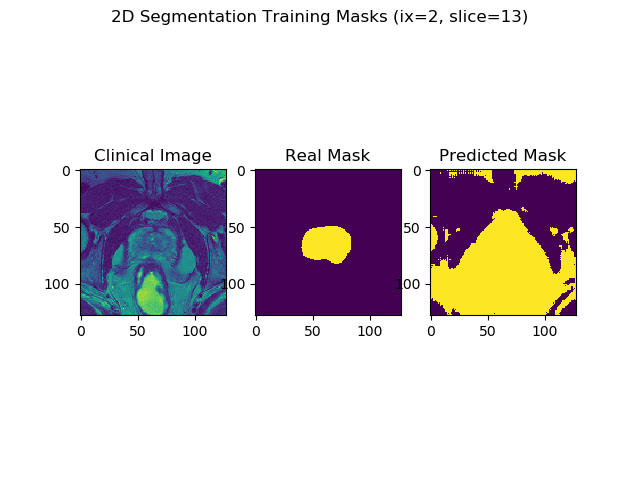 2D Segmentation Training Masks (ix=2, slice=13)
Clinical Image Real Mask Predicted Mask
0 0 0
50 50 50
100 100 100
0 100 0 50 100 0 50 100